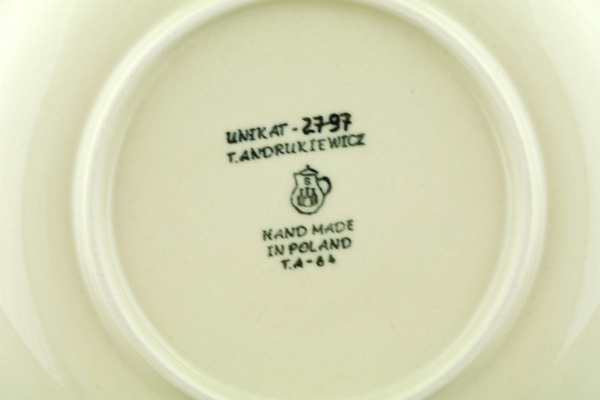 UNIKAT - 2797
T. ANDRUKIEWICZ
S
HAND MADE
IN POLAND
T.A - 64